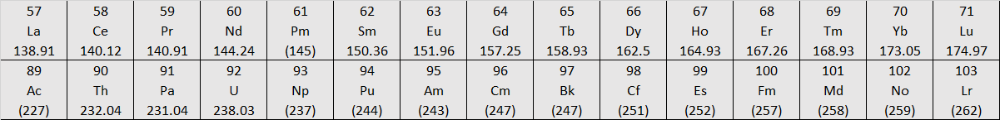 57 58 59 60 61 62 63 64 65 66 67 68 69 70 71
La Ce Pr Nd Pm Sm Eu Gd Tb Dy Ho Er Tm Yb Lu
138.91 140.12 140.91 144.24 (145) 150.36 151.96 157.25 158.93 162.5 164.93 167.26 168.93 173.05 174.97
89 90 91 92 93 94 95 96 97 98 99 100 101 102 103
Ac Th Pa U Np Pu Am Cm Bk Cf Es Fm Md No Lr
(227) 232.04 231.04 238.03 (237) (244) (243) (247) (247) (251) (252) (257) (258) (259) (262)